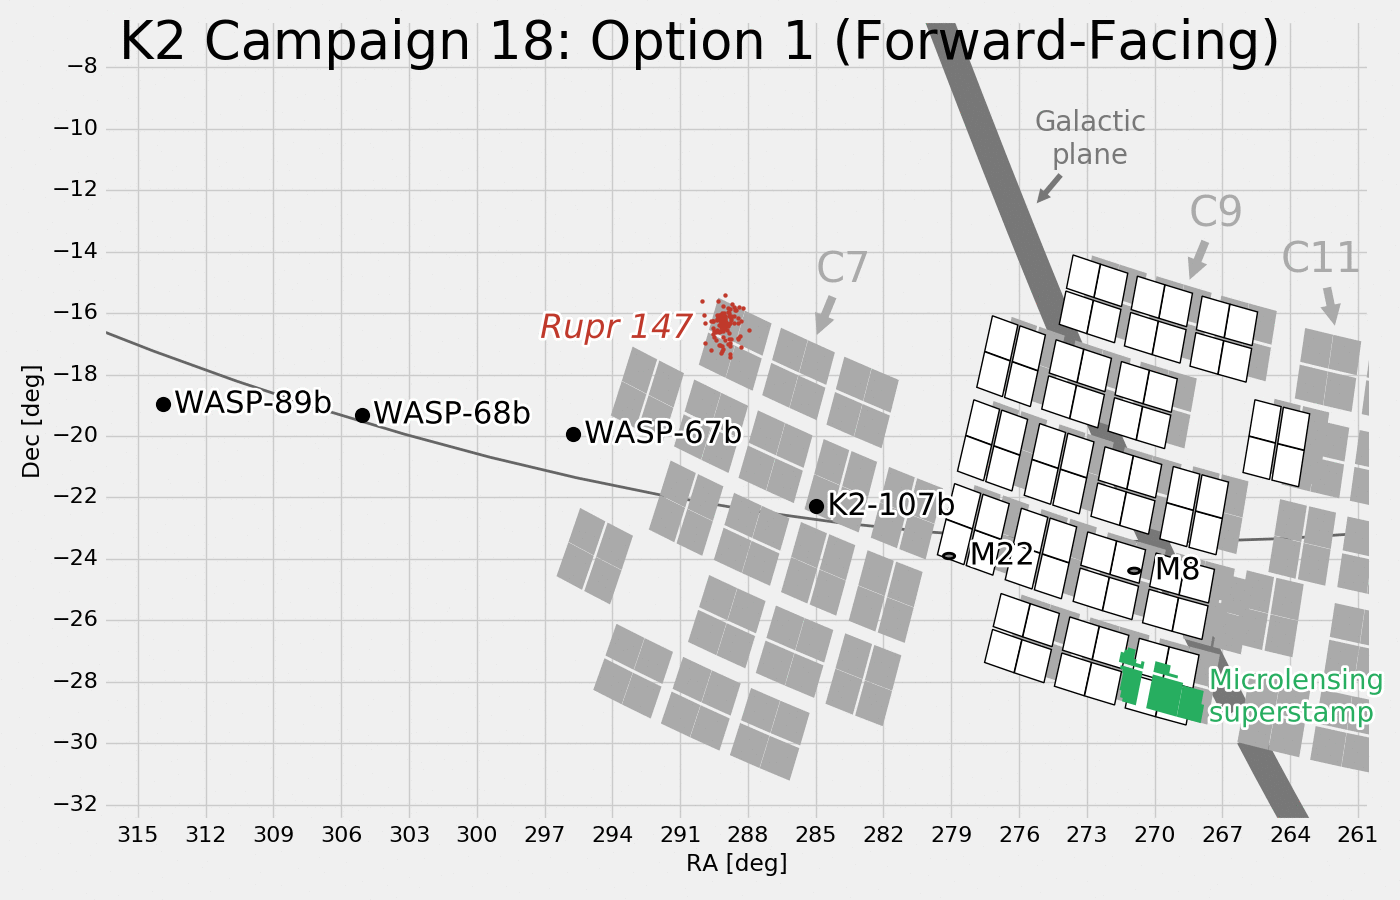 K2 Campaign 18: Option 1 (Forward-Facing)
−8
−10
−12
−14
−16
−18
−20
−22
−24
−26
−28
−30
−32
Dec [deg]
Galactic
plane
C9
C11
C7
Rupr 147
WASP-89b
WASP-68b
WASP-67b
K2-107b
M22
M8
Microlensing
superstamp
315 312 309 306 303 300 297 294 291 288 285 282 279 276 273 270 267 264 261
RA [deg]